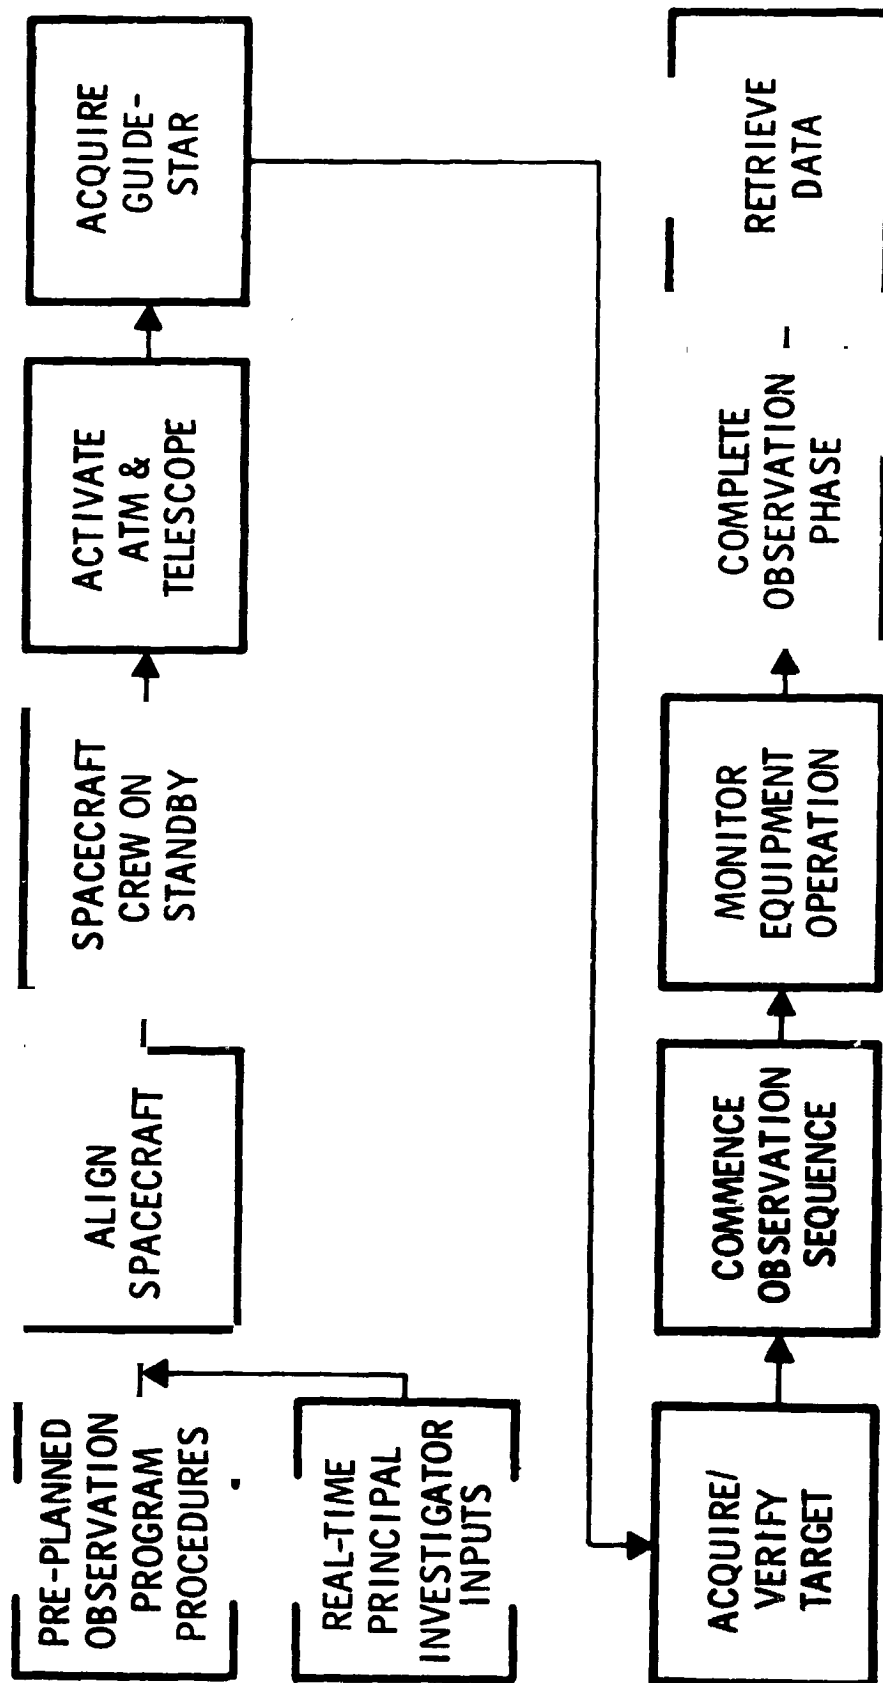 PRE-PLANNED
OBSERVATION
PROGRAM
PROCEDURES
REAL-TIME
PRINCIPAL
INVESTIGATOR
INPUTS
ALIGN
SPACECRAFT
SPACECRAFT
CREW ON
STANDBY
ACTIVATE
ATM &
TELESCOPE
ACQUIRE
GUIDE-
STAR
ACQUIRE/
VERIFY
TARGET
COMMENCE
OBSERVATION
SEQUENCE
MONITOR
EQUIPMENT
OPERATION
COMPLETE
OBSERVATION
PHASE
RETRIEVE
DATA